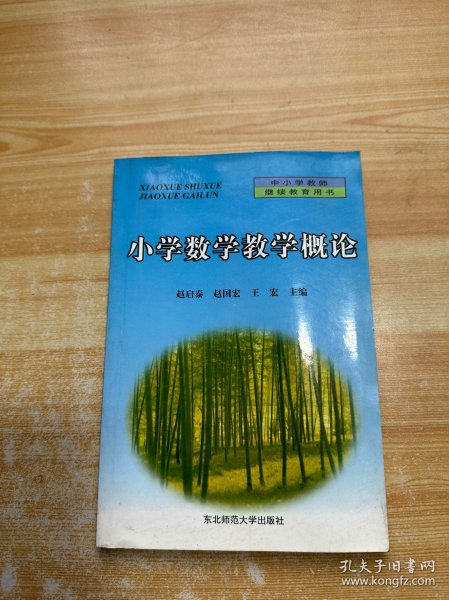 XIAOXUE SHUXUE
JIAOXUE GAILUN
中小学教师
继续教育用书
小学数学教学概论
赵启泰 赵国宏 王 宏 主编
东北师范大学出版社
孔夫子旧书网
www.kongfz.com